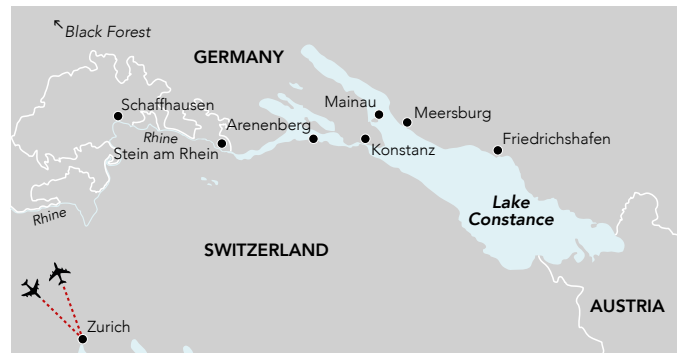 Black Forest
GERMANY
Schaffhausen
Mainau
Meersburg
Arenenberg
Rhine
Friedrichshafen
Stein am Rhein
Konstanz
Lake
Constance
Rhine
SWITZERLAND
AUSTRIA
Zurich